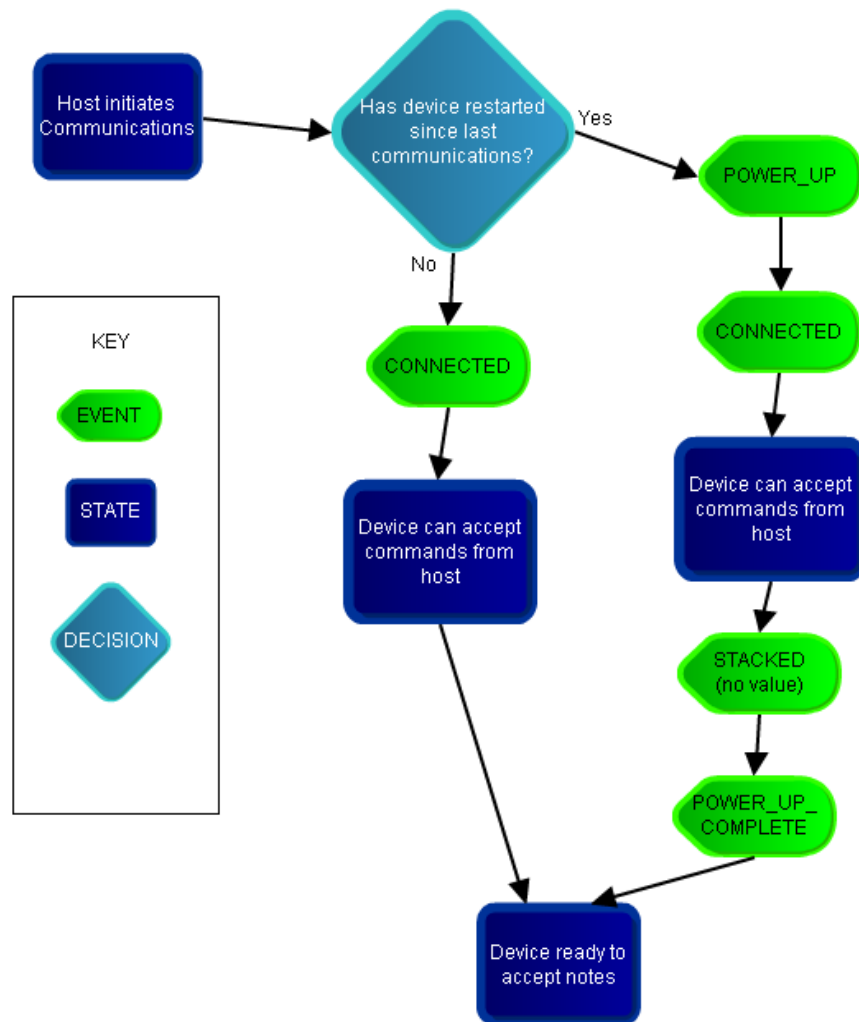 Host initiates
Communications
Has device restarted
since last
communications?
Yes
POWER_UP
No
CONNECTED
CONNECTED
KEY
EVENT
STATE
DECISION
Device can accept
commands from
host
Device can accept
commands from
host
STACKED
(no value)
POWER_UP_
COMPLETE
Device ready to
accept notes